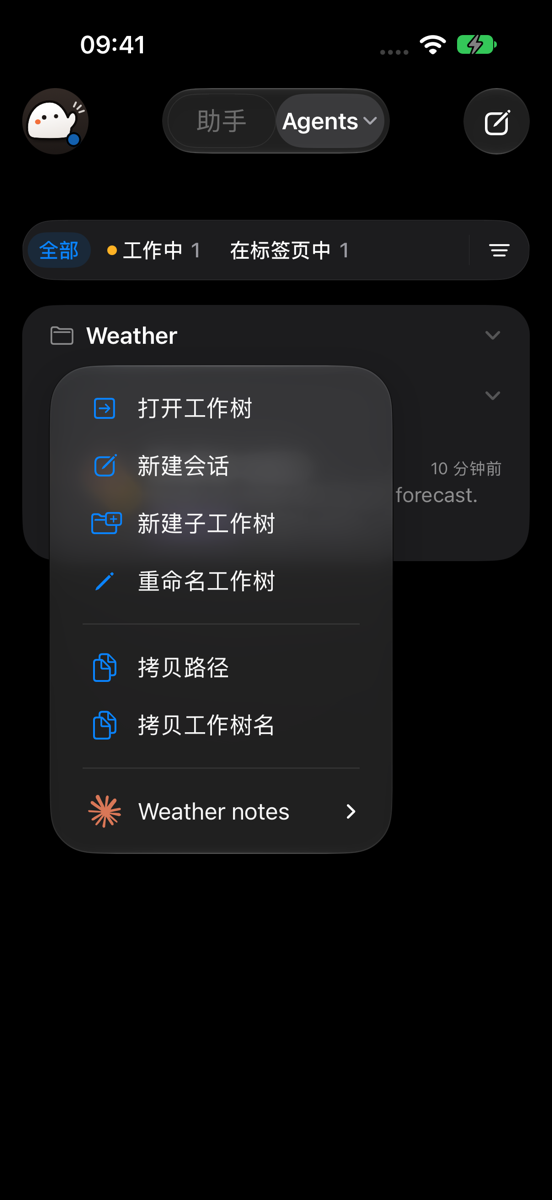 09:41
助手
Agents
全部
工作中 1
在标签页中 1
Weather
打开工作树
新建会话
10 分钟前
forecast.
新建子工作树
重命名工作树
拷贝路径
拷贝工作树名
Weather notes